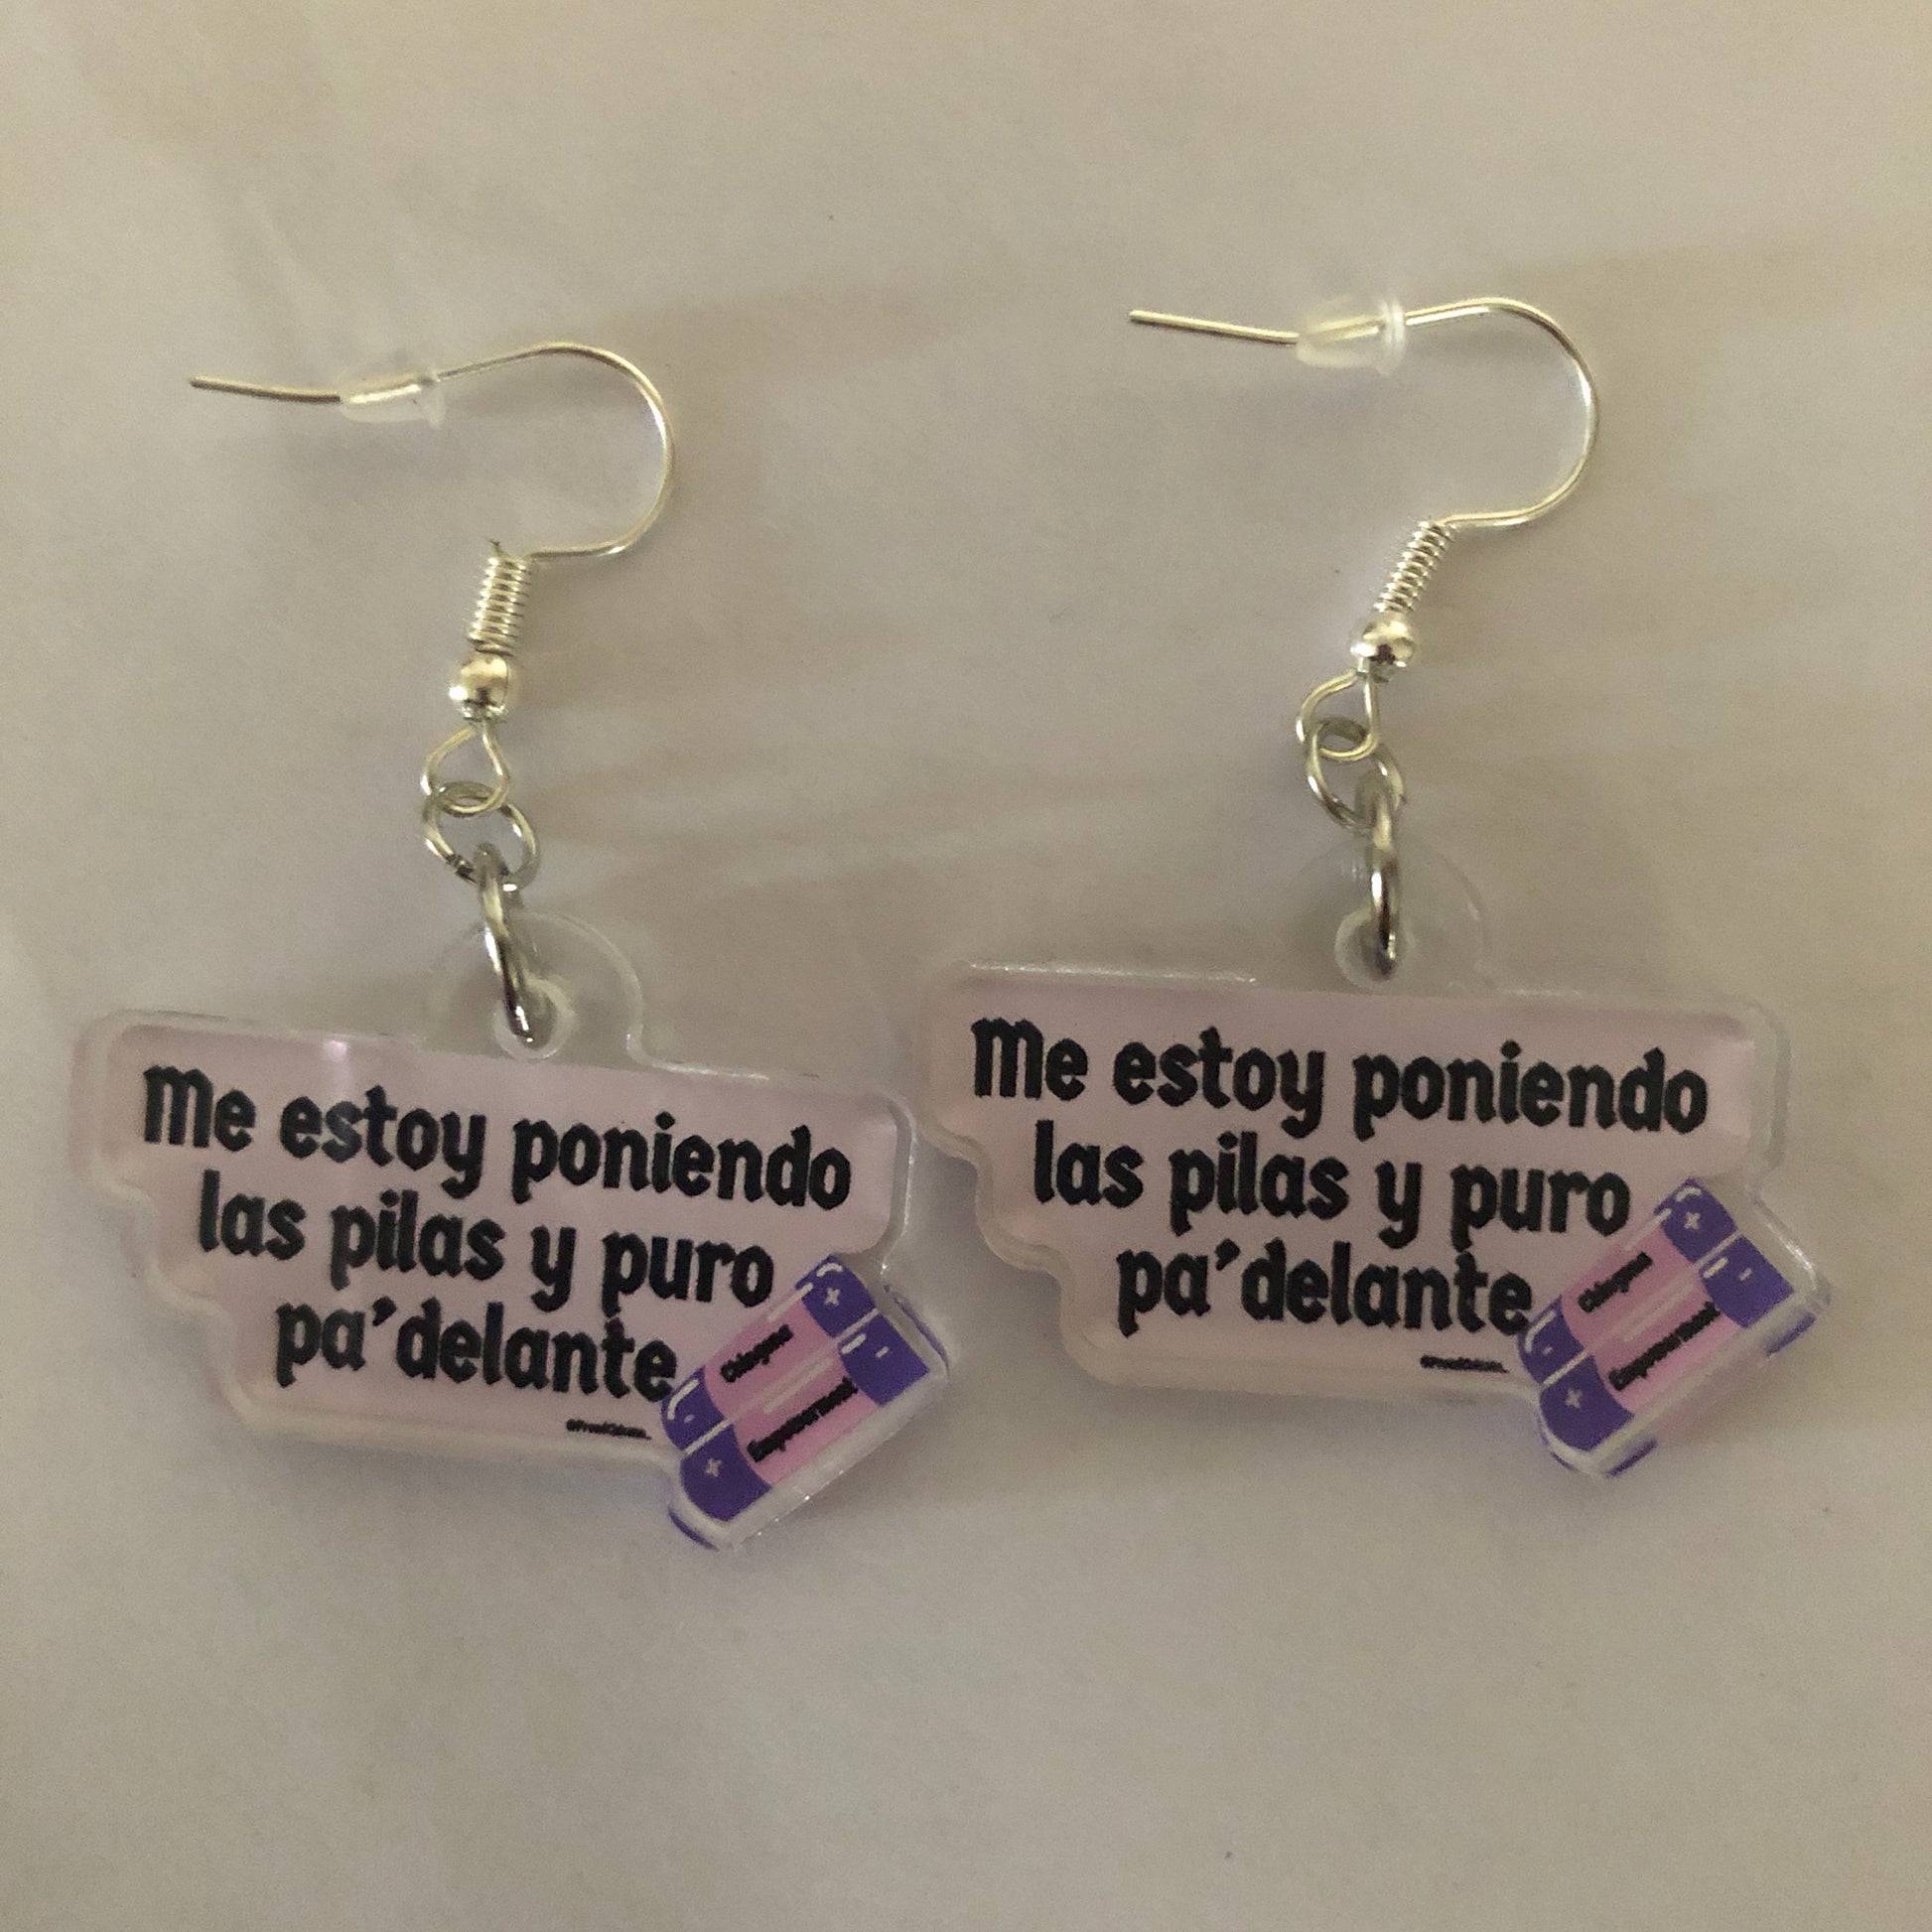 Me estoy poniendo
las pilas y puro
pa'delante
Me estoy poniendo
las pilas y puro
pa'delante